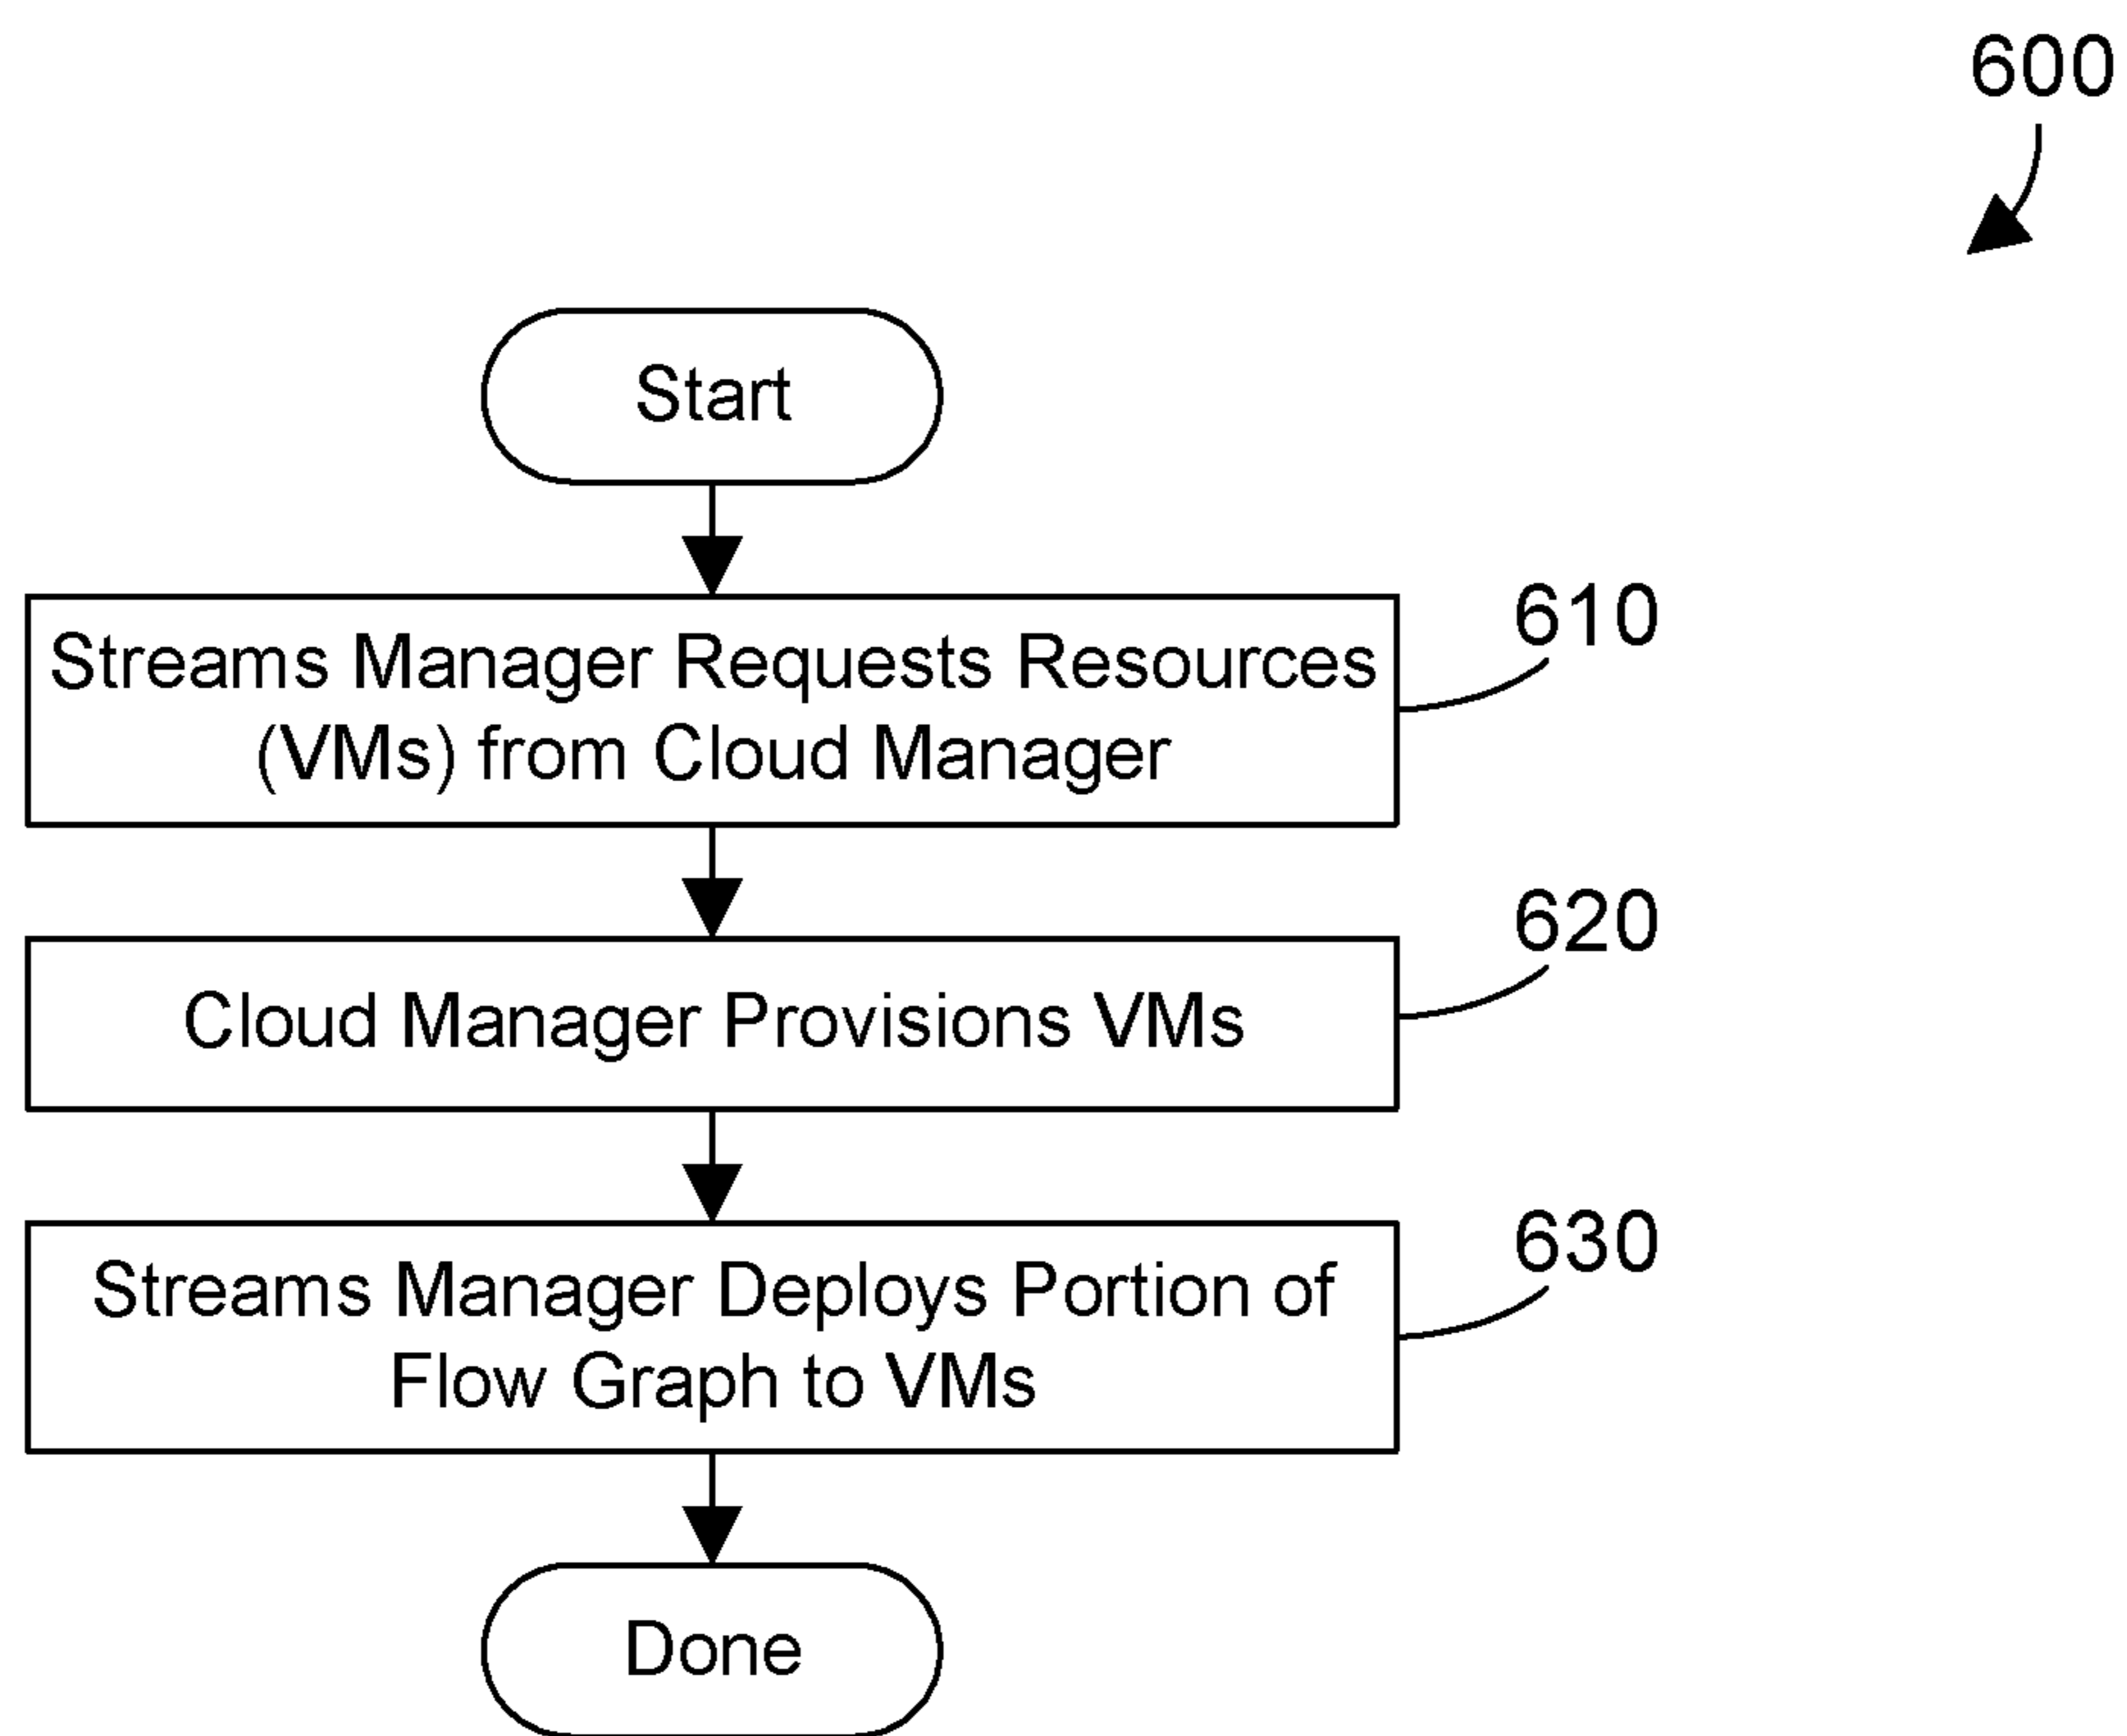 600
Start
Streams Manager Requests Resources
(VMs) from Cloud Manager
610
Cloud Manager Provisions VMs
620
Streams Manager Deploys Portion of
Flow Graph to VMs
630
Done